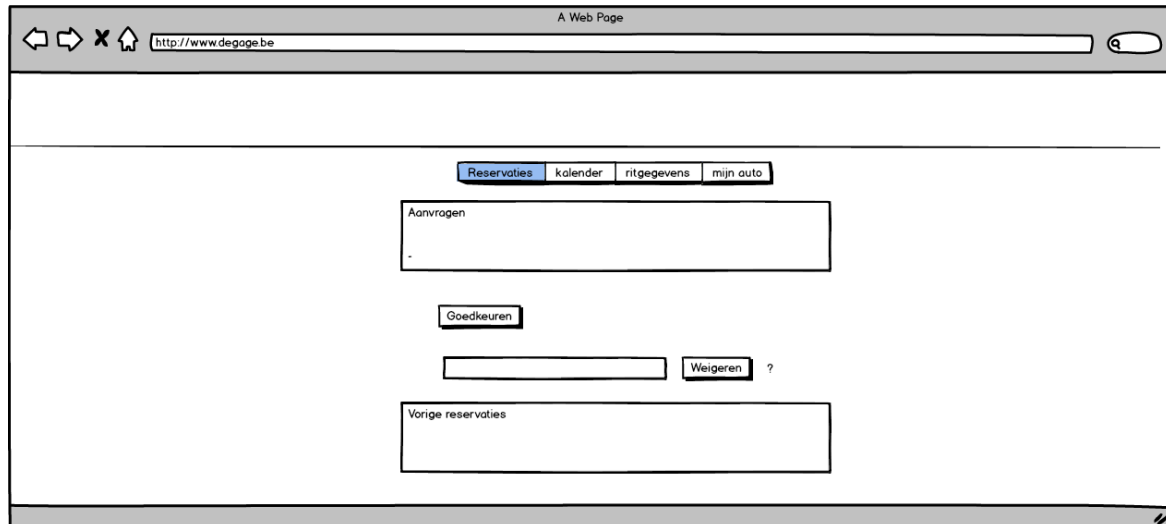 A Web Page
http://www.degage.be
Reservaties kalender ritgegevens mijn auto
Aanvragen
-
Goedkeuren
Weigeren ?
Vorige reservaties